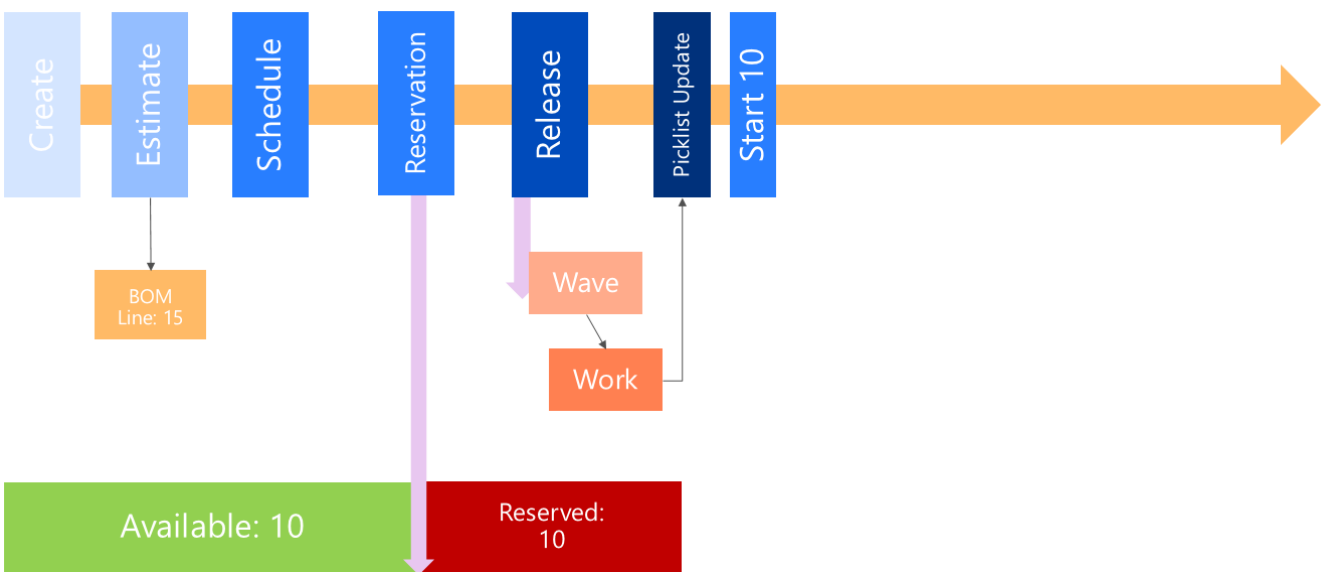 Create
Estimate
Schedule
Reservation
Release
Picklist Update
Start 10
BOM
Line: 15
Wave
Work
Available: 10
Reserved:
10